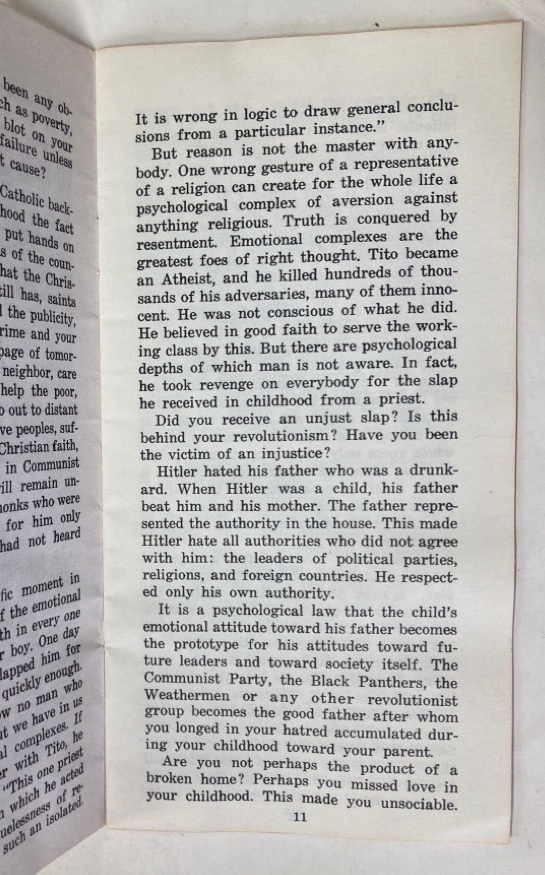 been any ob-
ch as poverty,
blot on your
failure unless
t cause?
Catholic back-
hood the fact
put hands on
s of the coun-
hat the Chris-
till has, saints
l the publicity,
rime and your
page of tomor-
neighbor, care
help the poor,
o out to distant
ve peoples, suf-
Christian faith,
in Communist
ill remain un-
monks who were
for him only
had not heard
fic moment in
f the emotional
th in every one
r boy. One day
lapped him for
quickly enough.
ow no man who
ut we have in us
al complexes. If
er with Tito, he
"This one priest
n which he acted
uelessness of re-
such an isolated.
It is wrong in logic to draw general conclu-
sions from a particular instance."
But reason is not the master with any-
body. One wrong gesture of a representative
of a religion can create for the whole life a
psychological complex of aversion against
anything religious. Truth is conquered by
resentment. Emotional complexes are the
greatest foes of right thought. Tito became
an Atheist, and he killed hundreds of thou-
sands of his adversaries, many of them inno-
cent. He was not conscious of what he did.
He believed in good faith to serve the work-
ing class by this. But there are psychological
depths of which man is not aware. In fact,
he took revenge on everybody for the slap
he received in childhood from a priest.
Did you receive an unjust slap? Is this
behind your revolutionism? Have you been
the victim of an injustice?
Hitler hated his father who was a drunk-
ard. When Hitler was a child, his father
beat him and his mother. The father repre-
sented the authority in the house. This made
Hitler hate all authorities who did not agree
with him: the leaders of political parties,
religions, and foreign countries. He respect-
ed only his own authority.
It is a psychological law that the child's
emotional attitude toward his father becomes
the prototype for his attitudes toward fu-
ture leaders and toward society itself. The
Communist Party, the Black Panthers, the
Weathermen or any other revolutionist
group becomes the good father after whom
you longed in your hatred accumulated dur-
ing your childhood toward your parent.
Are you not perhaps the product of a
broken home? Perhaps you missed love in
your childhood. This made you unsociable.
11